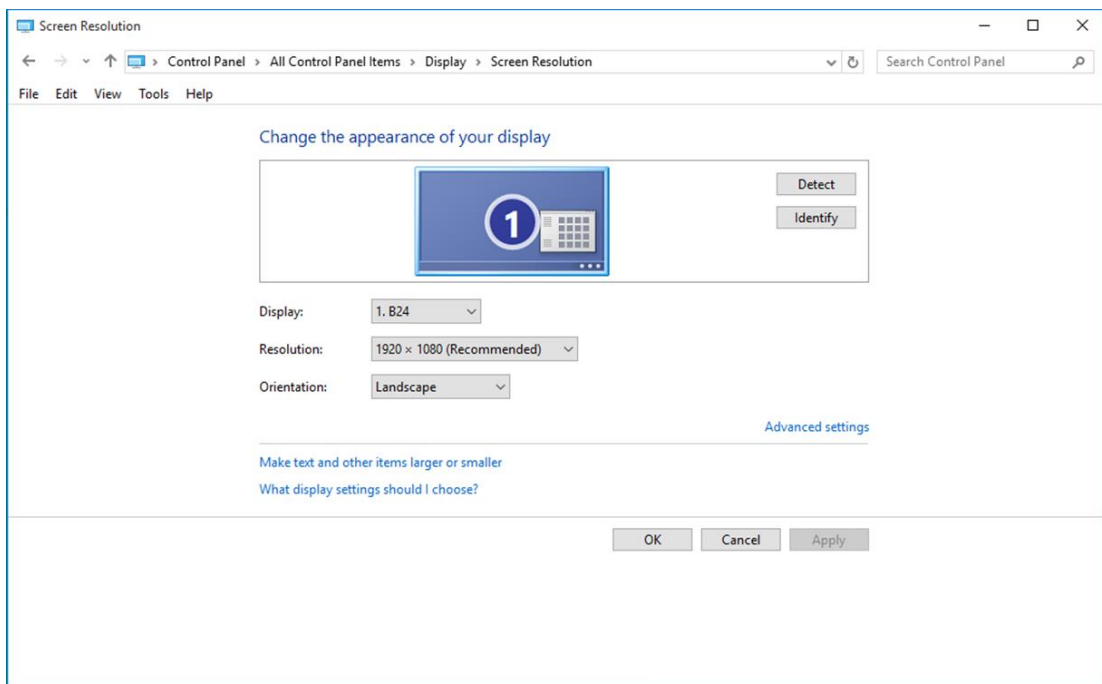 Screen Resolution
Control Panel > All Control Panel Items > Display > Screen Resolution
Search Control Panel
File Edit View Tools Help
Change the appearance of your display
1
Detect
Identify
Display: 1. B24
Resolution: 1920 × 1080 (Recommended)
Orientation: Landscape
Advanced settings
Make text and other items larger or smaller
What display settings should I choose?
OK Cancel Apply